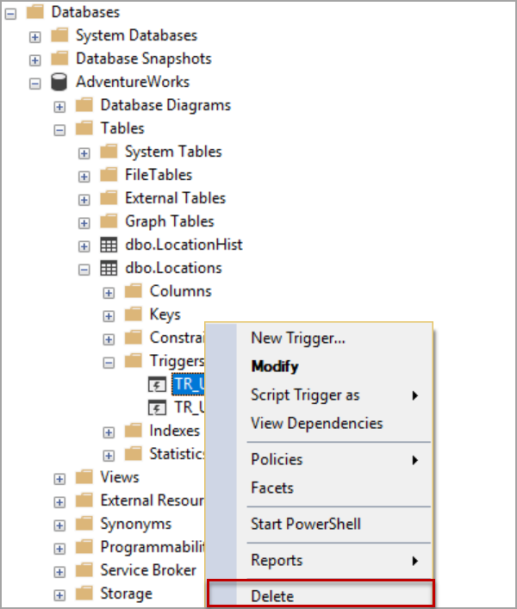 Databases
System Databases
Database Snapshots
AdventureWorks
Database Diagrams
Tables
System Tables
FileTables
External Tables
Graph Tables
dbo.LocationHist
dbo.Locations
Columns
Keys
Constrai
Triggers
TR_U
TR_U
Indexes
Statistics
Views
External Resour
Synonyms
Programmabilit
Service Broker
Storage
New Trigger...
Modify
Script Trigger as
View Dependencies
Policies
Facets
Start PowerShell
Reports
Delete